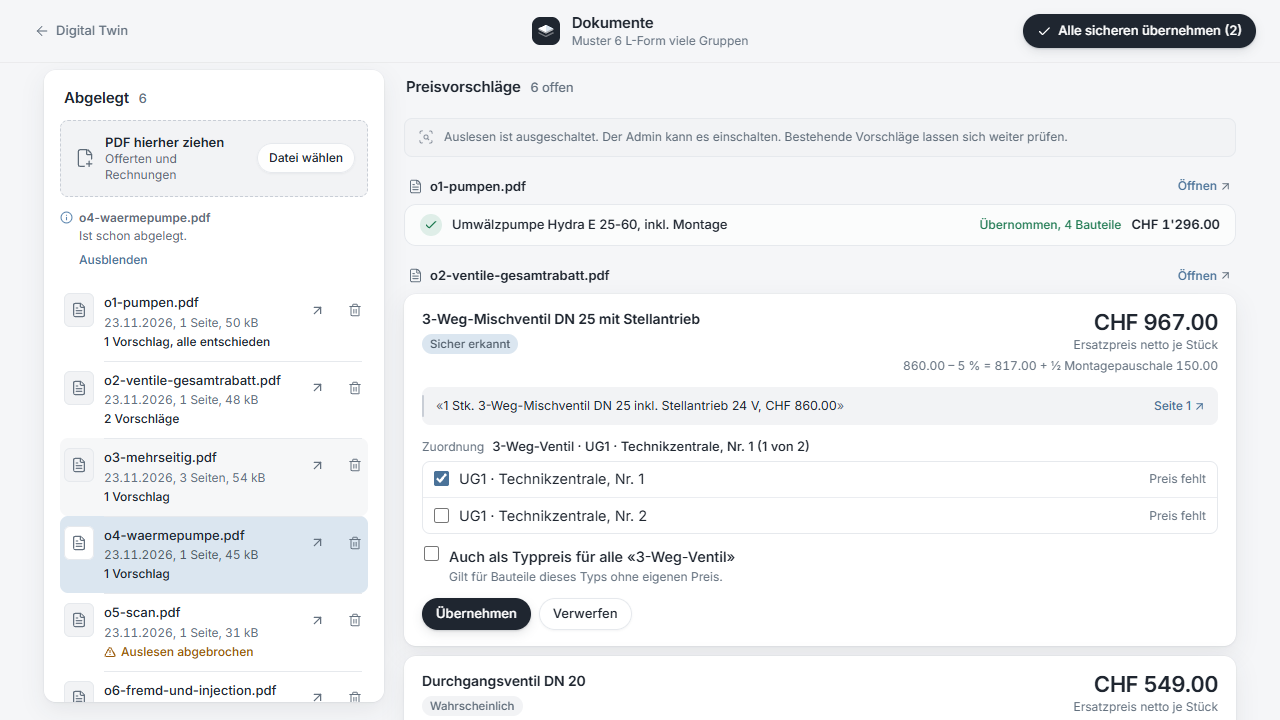 Digital Twin
Dokumente
Muster 6 L-Form viele Gruppen
Alle sicheren übernehmen (2)
Abgelegt 6
PDF hierher ziehen
Offerten und
Rechnungen
Datei wählen
o4-waermepumpe.pdf
Ist schon abgelegt.
Ausblenden
o1-pumpen.pdf
23.11.2026, 1 Seite, 50 kB
1 Vorschlag, alle entschieden
o2-ventile-gesamtrabatt.pdf
23.11.2026, 1 Seite, 48 kB
2 Vorschläge
o3-mehrseitig.pdf
23.11.2026, 3 Seiten, 54 kB
1 Vorschlag
o4-waermepumpe.pdf
23.11.2026, 1 Seite, 45 kB
1 Vorschlag
o5-scan.pdf
23.11.2026, 1 Seite, 31 kB
Auslesen abgebrochen
o6-fremd-und-injection.pdf
Preisvorschläge 6 offen
Auslesen ist ausgeschaltet. Der Admin kann es einschalten. Bestehende Vorschläge lassen sich weiter prüfen.
o1-pumpen.pdf Öffnen
Umwälzpumpe Hydra E 25-60, inkl. Montage Übernommen, 4 Bauteile CHF 1'296.00
o2-ventile-gesamtrabatt.pdf Öffnen
3-Weg-Mischventil DN 25 mit Stellantrieb CHF 967.00
Sicher erkannt Ersatzpreis netto je Stück
860.00 – 5 % = 817.00 + ½ Montagepauschale 150.00
«1 Stk. 3-Weg-Mischventil DN 25 inkl. Stellantrieb 24 V, CHF 860.00» Seite 1
Zuordnung 3-Weg-Ventil · UG1 · Technikzentrale, Nr. 1 (1 von 2)
UG1 · Technikzentrale, Nr. 1 Preis fehlt
UG1 · Technikzentrale, Nr. 2 Preis fehlt
Auch als Typpreis für alle «3-Weg-Ventil»
Gilt für Bauteile dieses Typs ohne eigenen Preis.
Übernehmen Verwerfen
Durchgangsventil DN 20 CHF 549.00
Wahrscheinlich Ersatzpreis netto je Stück